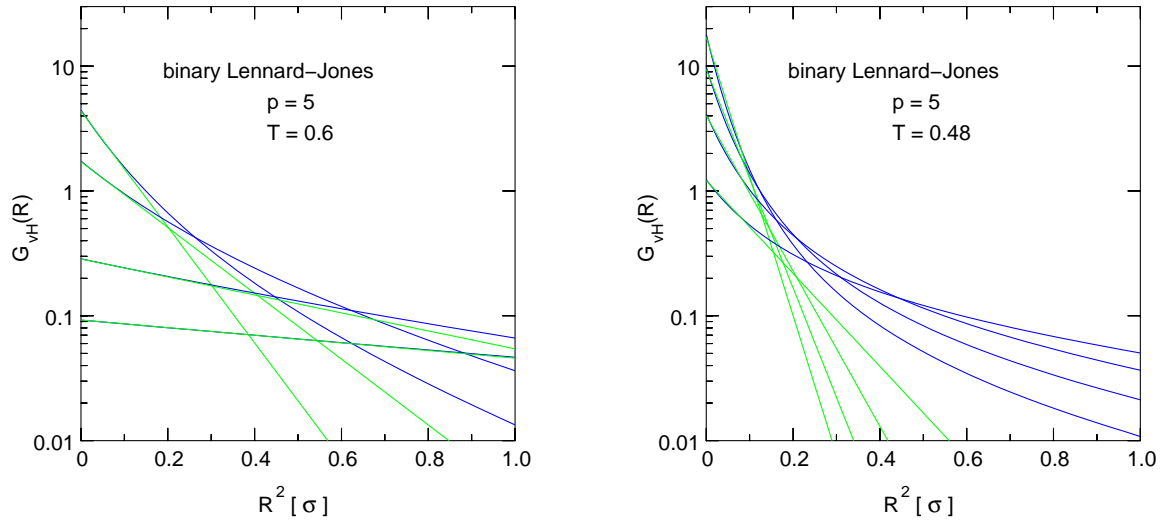 binary Lennard−Jones
p = 5
T = 0.6
G_vH(R)
10
1
0.1
0.01
0
0.2
0.4
0.6
0.8
1.0
R² [ σ ]
binary Lennard−Jones
p = 5
T = 0.48
G_vH(R)
10
1
0.1
0.01
0
0.2
0.4
0.6
0.8
1.0
R² [ σ ]